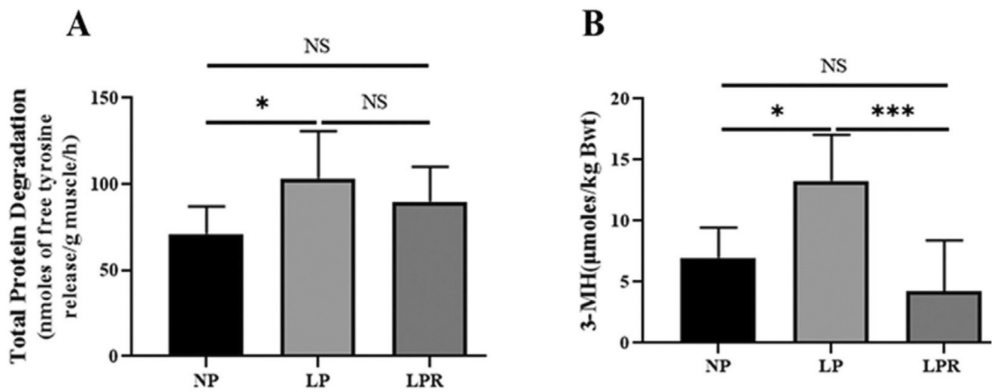 A
NS
* NS
Total Protein Degradation
(nmoles of free tyrosine
release/g muscle/h)
150
100
50
0
NP LP LPR
B
NS
* ***
3-MH(μmoles/kg Bwt)
20
15
10
5
0
NP LP LPR